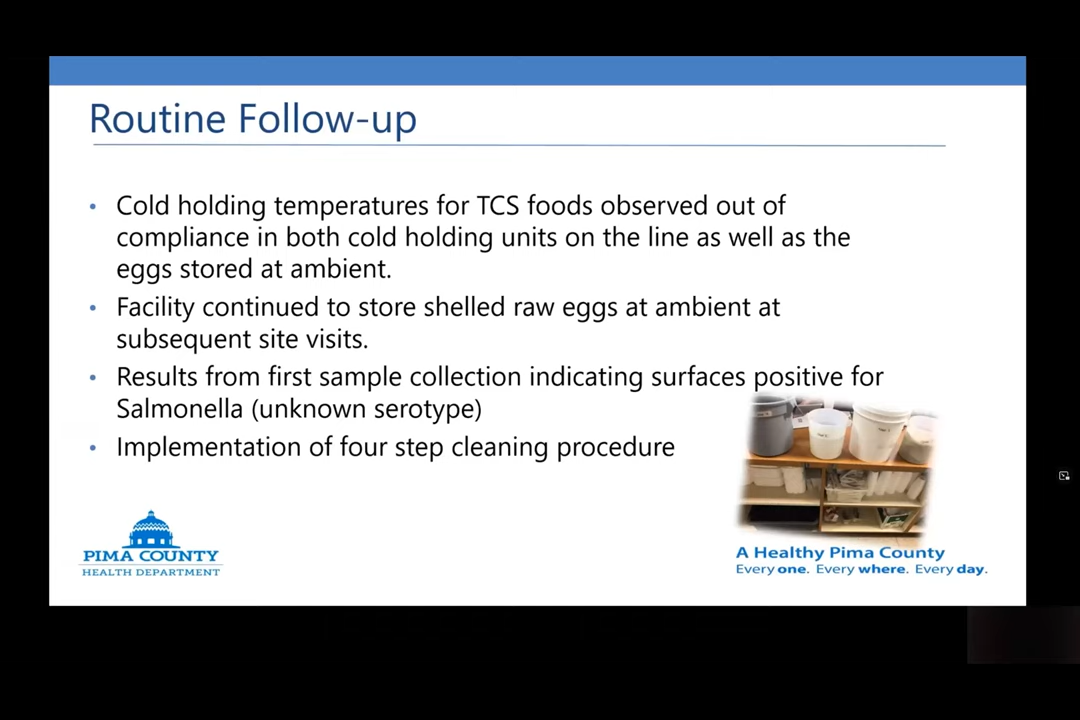 Routine Follow-up
• Cold holding temperatures for TCS foods observed out of
compliance in both cold holding units on the line as well as the
eggs stored at ambient.
• Facility continued to store shelled raw eggs at ambient at
subsequent site visits.
• Results from first sample collection indicating surfaces positive for
Salmonella (unknown serotype)
• Implementation of four step cleaning procedure
PIMA COUNTY
HEALTH DEPARTMENT
A Healthy Pima County
Every one. Every where. Every day.